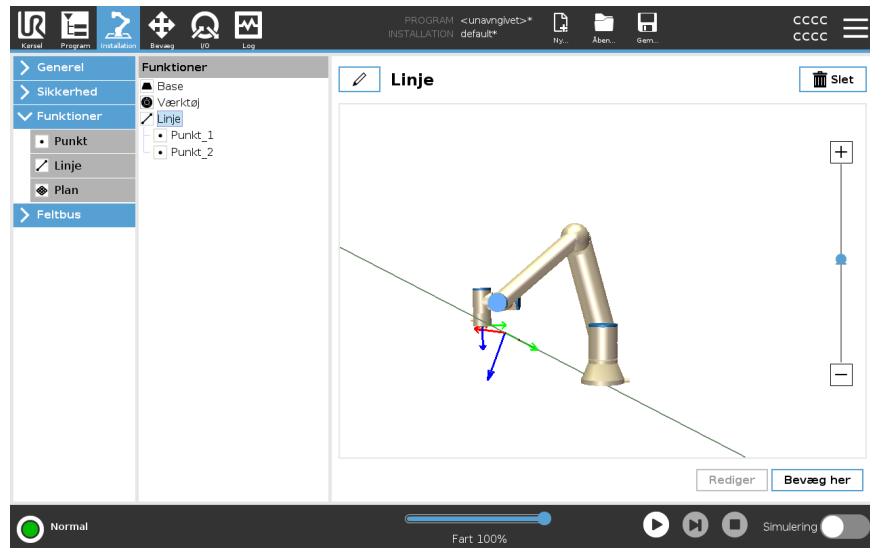 UR
Kørsel
Program
Installation
Bevæg
I/O
Log
PROGRAM <unavngivet>*
INSTALLATION default*
Ny...
Åben...
Gem...
CCCC
CCCC
Generel
Sikkerhed
Funktioner
Punkt
Linje
Plan
Feltbus
Funktioner
Base
Værktøj
Linje
Punkt_1
Punkt_2
Linje
Slet
Rediger
Bevæg her
Normal
Fart 100%
Simulering